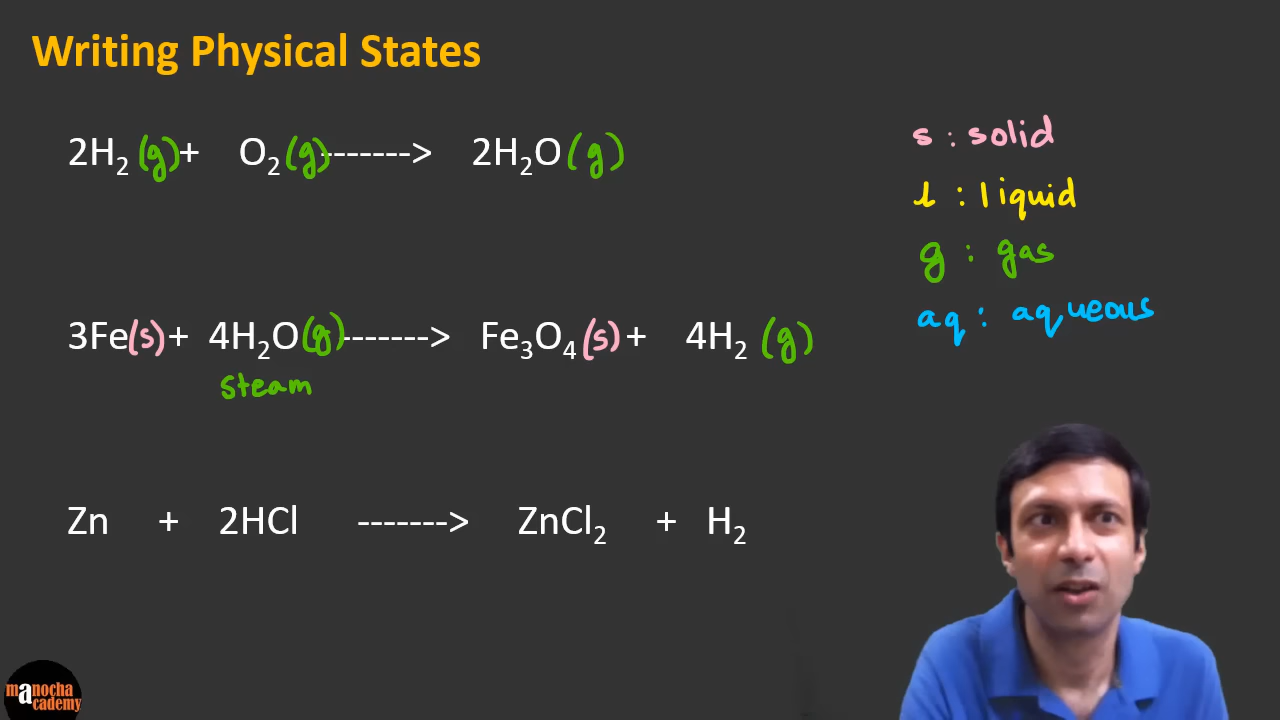 Writing Physical States
2H₂ (g) + O₂ (g) -------> 2H₂O (g)
s : solid
l : liquid
g : gas
aq : aqueous
3Fe (s) + 4H₂O (g) -------> Fe₃O₄ (s) + 4H₂ (g)
steam
Zn + 2HCl -------> ZnCl₂ + H₂
manocha
academy